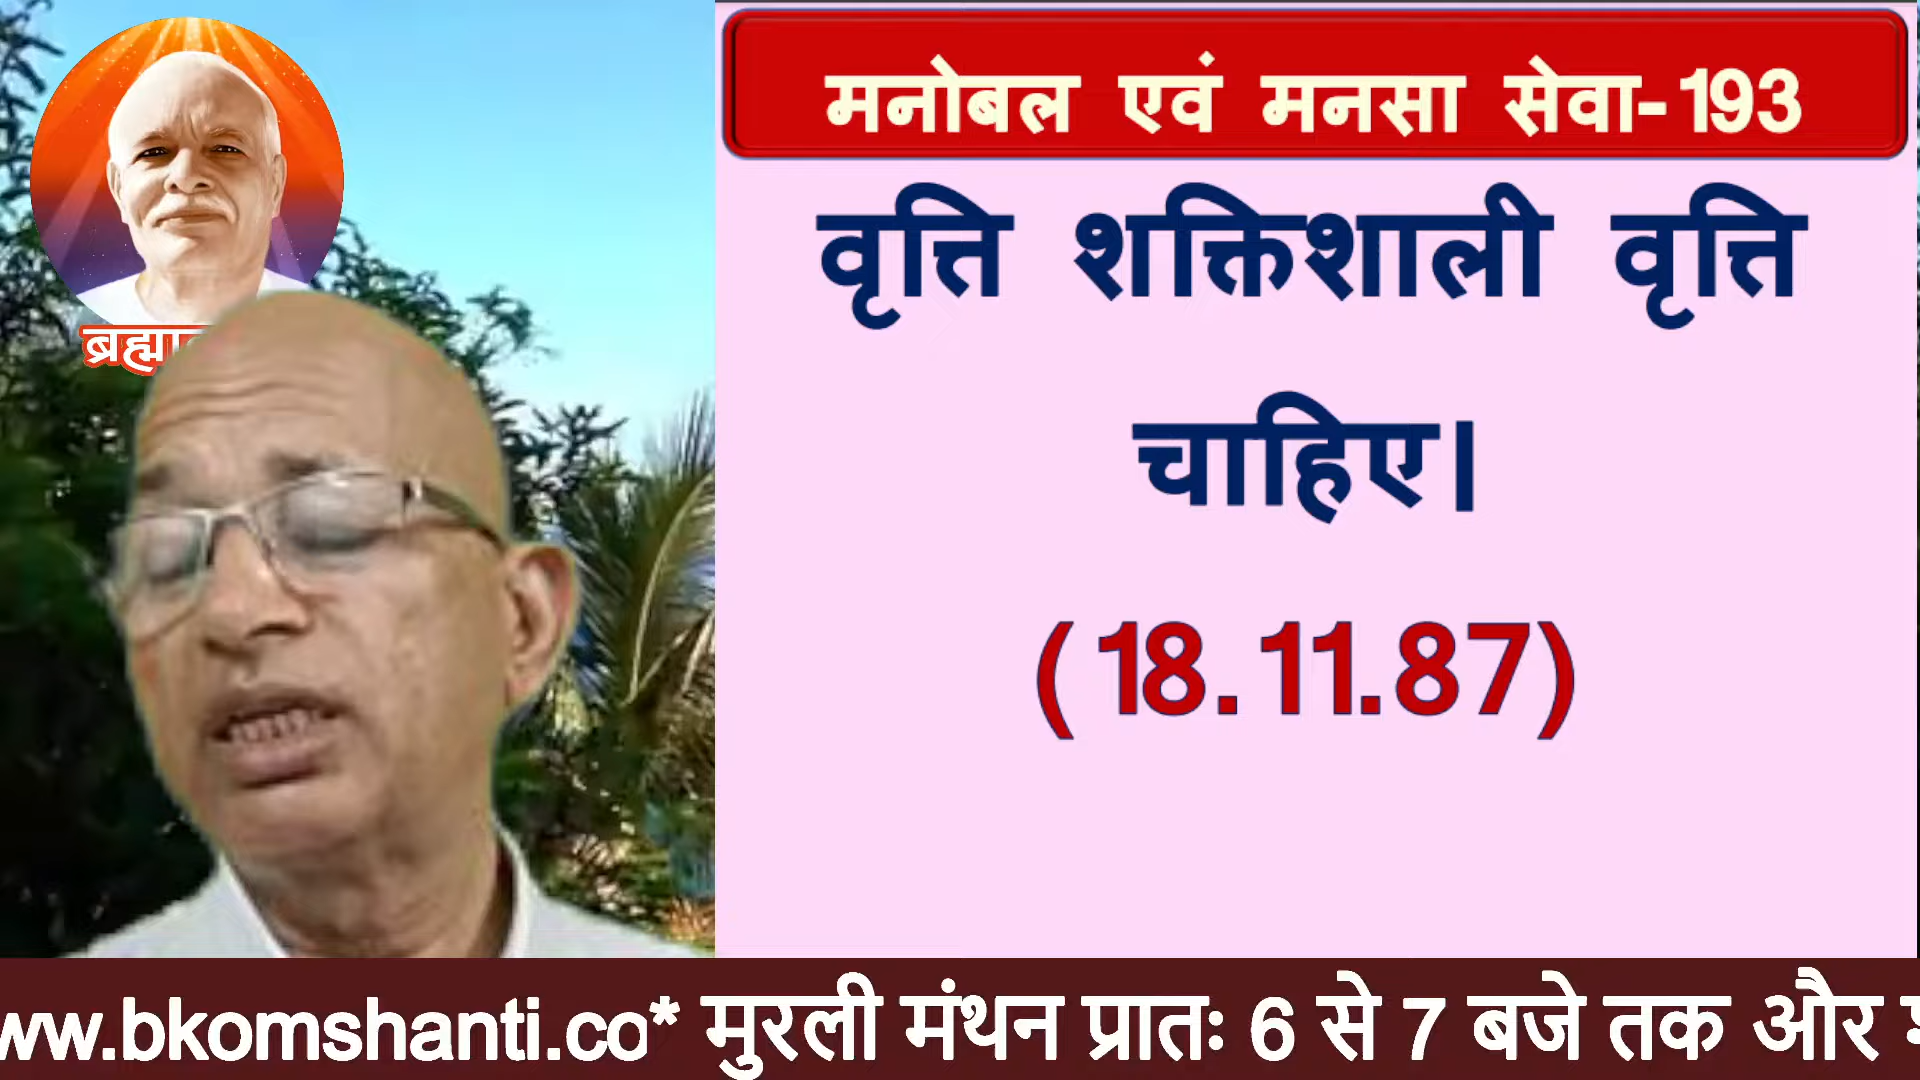 मनोबल एवं मनसा सेवा-193
वृत्ति शक्तिशाली वृत्ति
चाहिए।
(18.11.87)
ww.bkomshanti.co* मुरली मंथन प्रातः 6 से 7 बजे तक और